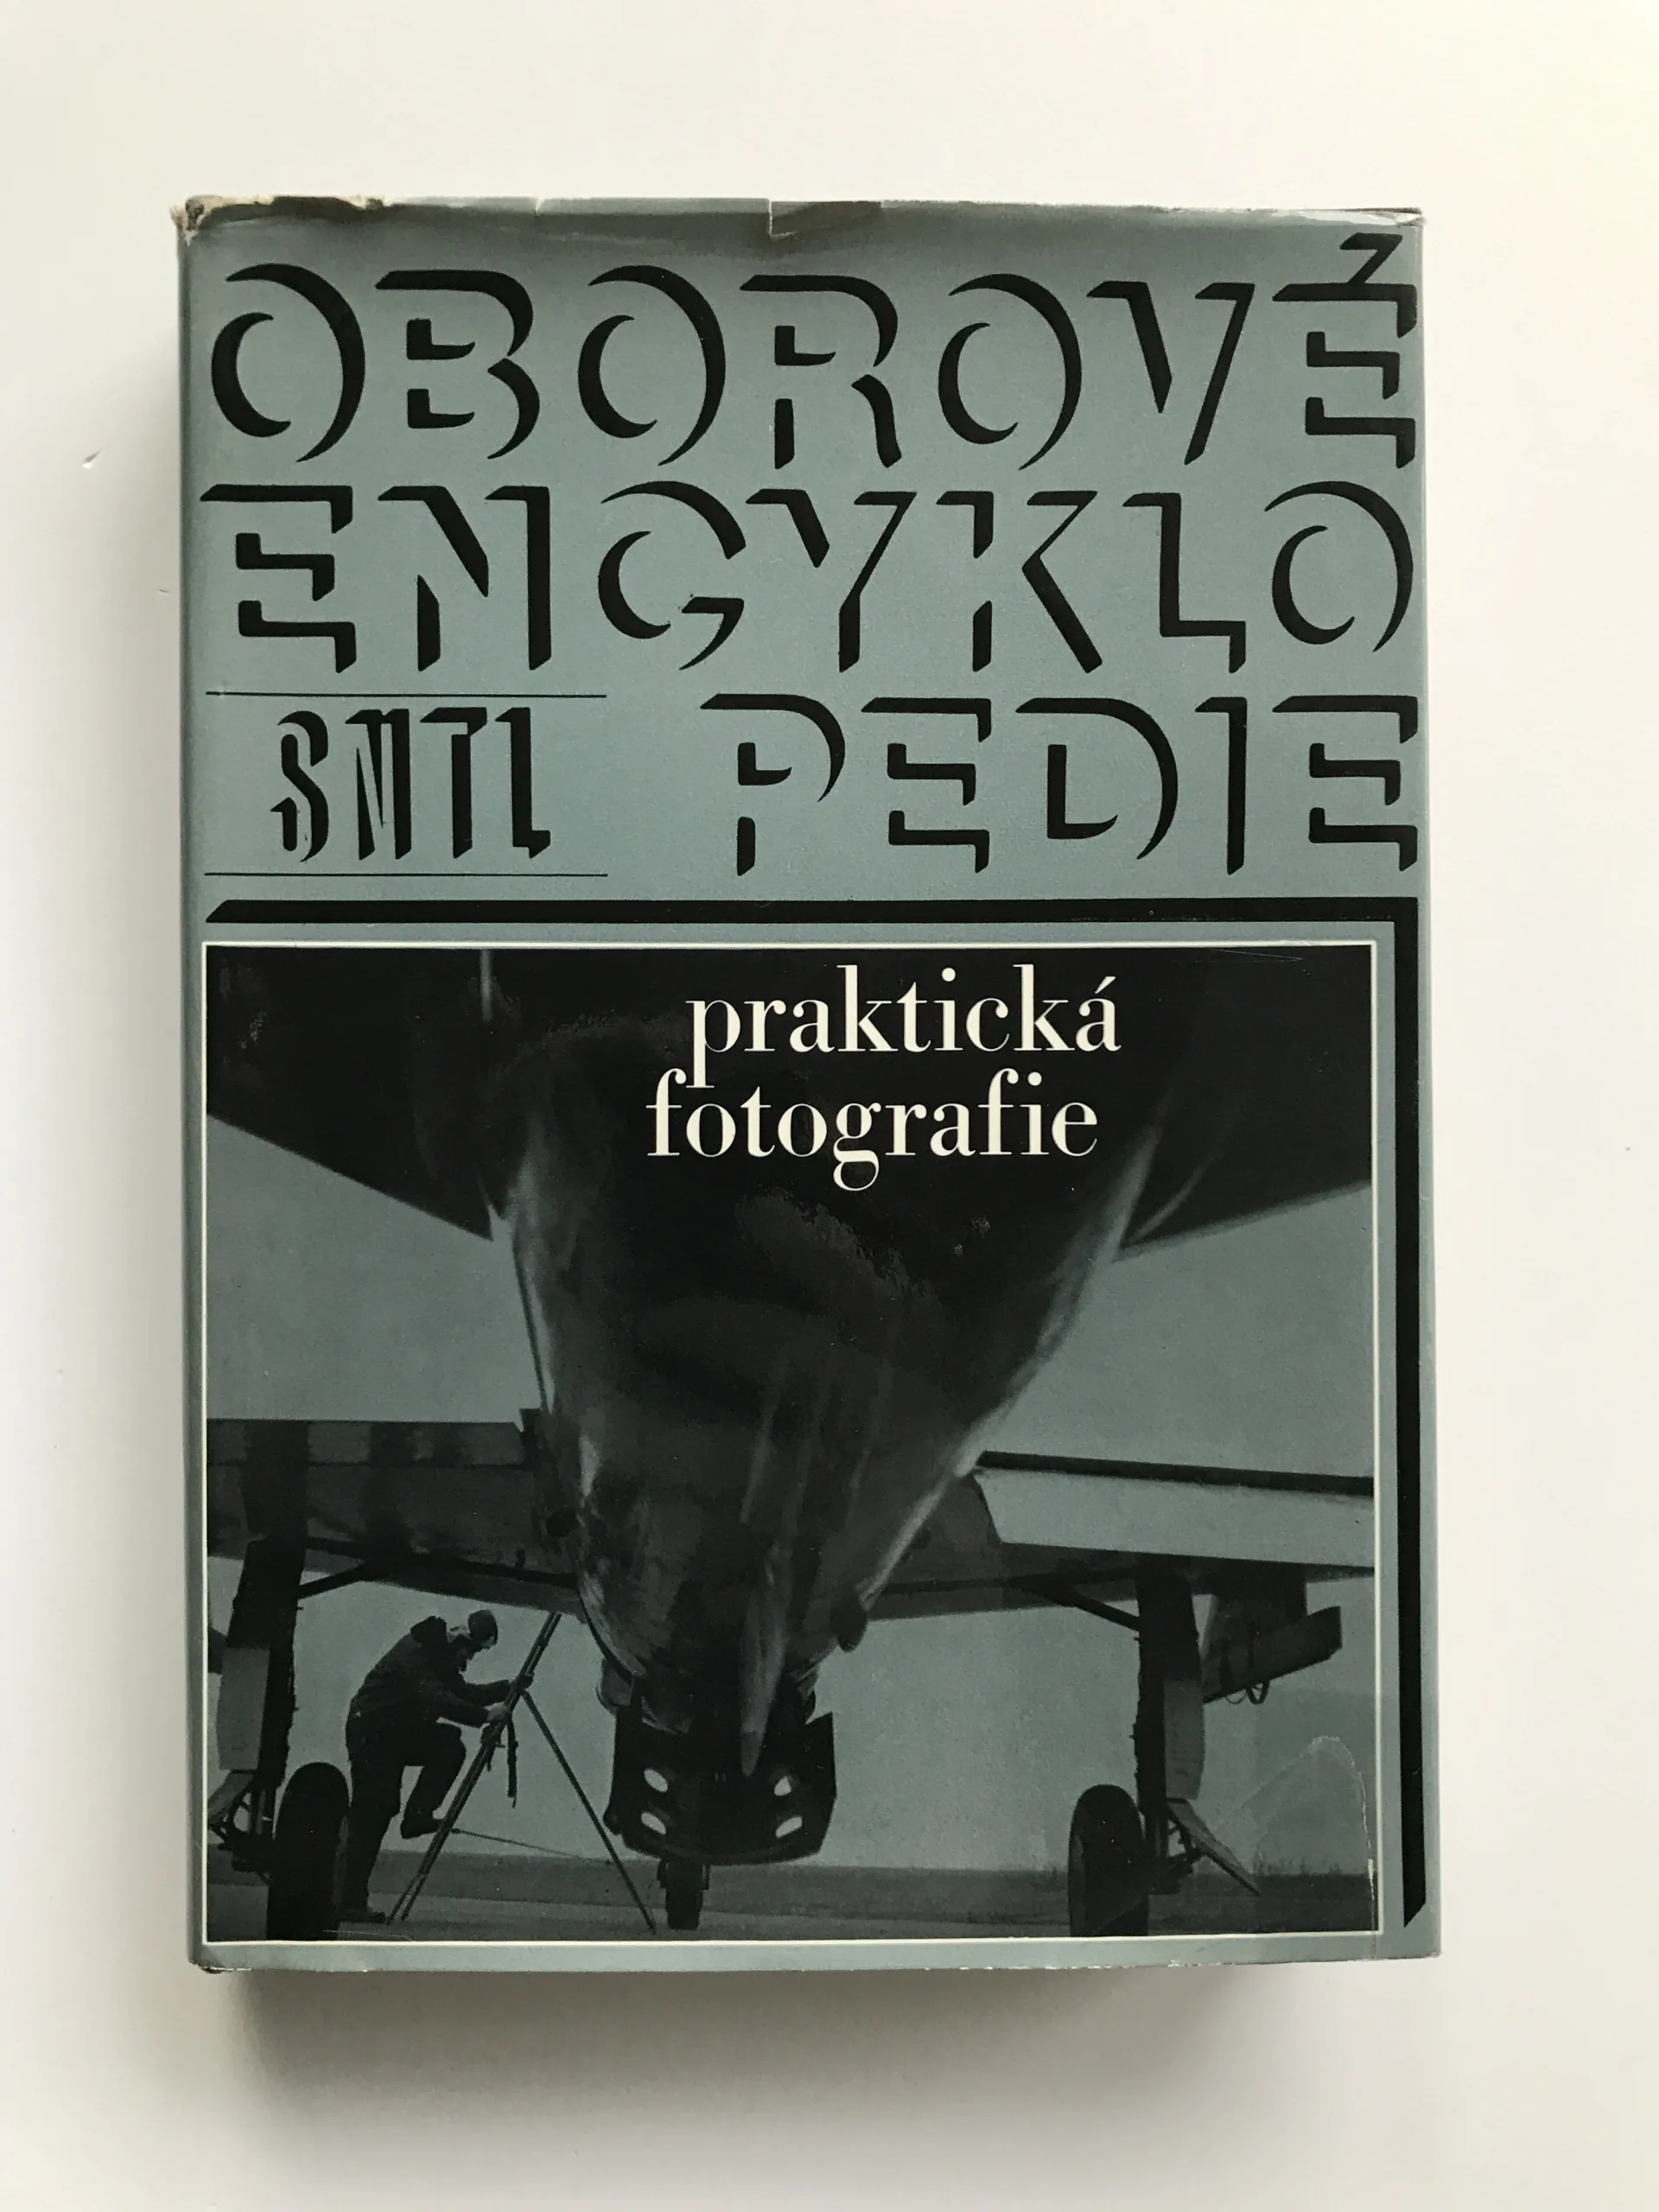 OBOROVÉ
ENCYKLO
SNTL PEDIE
praktická
fotografie